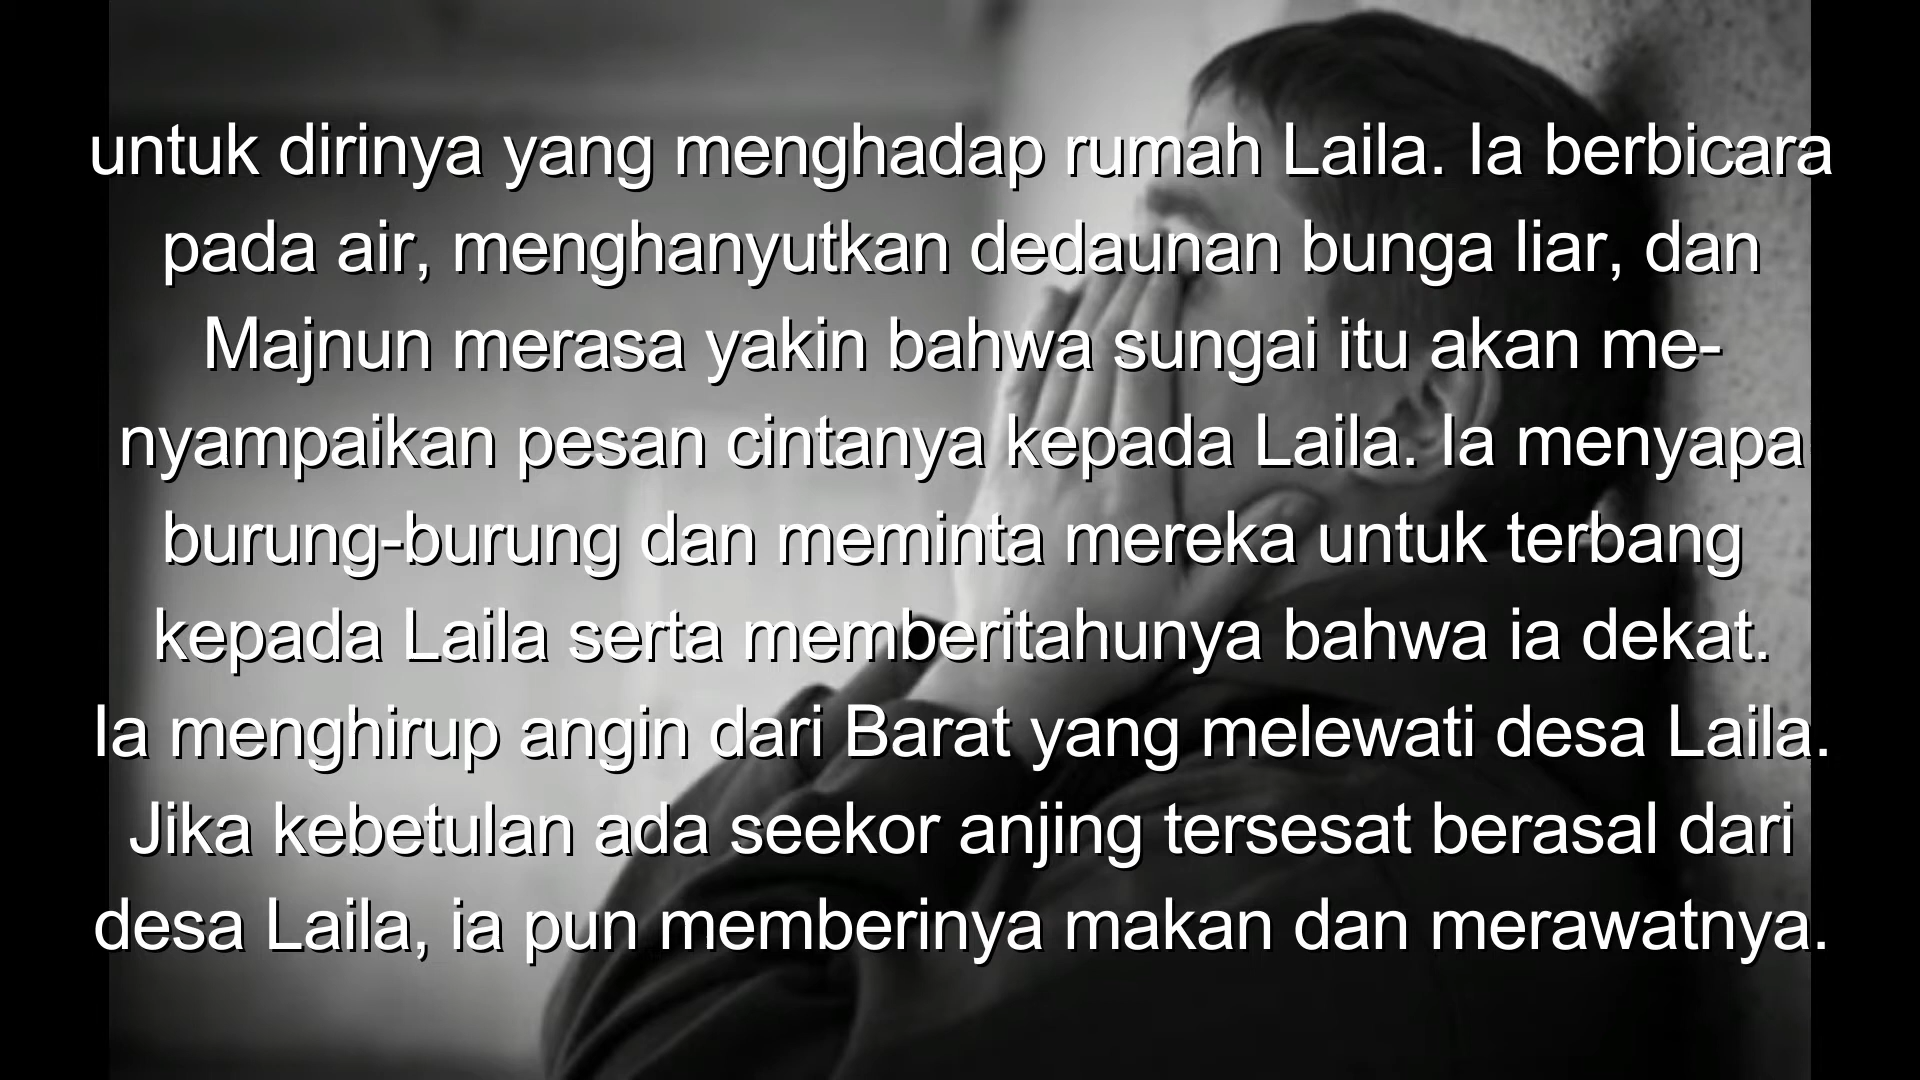 untuk dirinya yang menghadap rumah Laila. Ia berbicara
pada air, menghanyutkan dedaunan bunga liar, dan
Majnun merasa yakin bahwa sungai itu akan me-
nyampaikan pesan cintanya kepada Laila. Ia menyapa
burung-burung dan meminta mereka untuk terbang
kepada Laila serta memberitahunya bahwa ia dekat.
Ia menghirup angin dari Barat yang melewati desa Laila.
Jika kebetulan ada seekor anjing tersesat berasal dari
desa Laila, ia pun memberinya makan dan merawatnya.